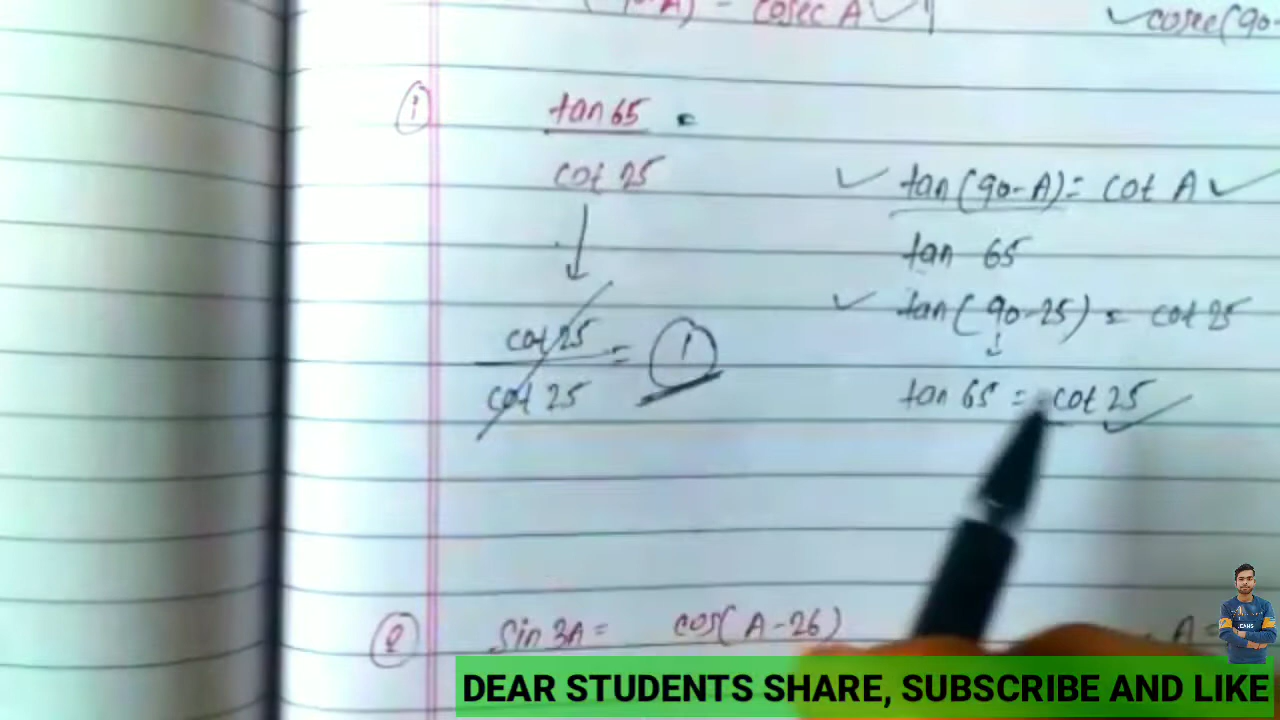 A) = cosec A
cosec(90-
① tan 65 =
cot 25
tan(90-A) = cot A
tan 65
tan(90-25) = cot 25
cot 25
cot 25 = 1
tan 65 = cot 25
② sin 3A = cos(A-26)
A=
DEAR STUDENTS SHARE, SUBSCRIBE AND LIKE